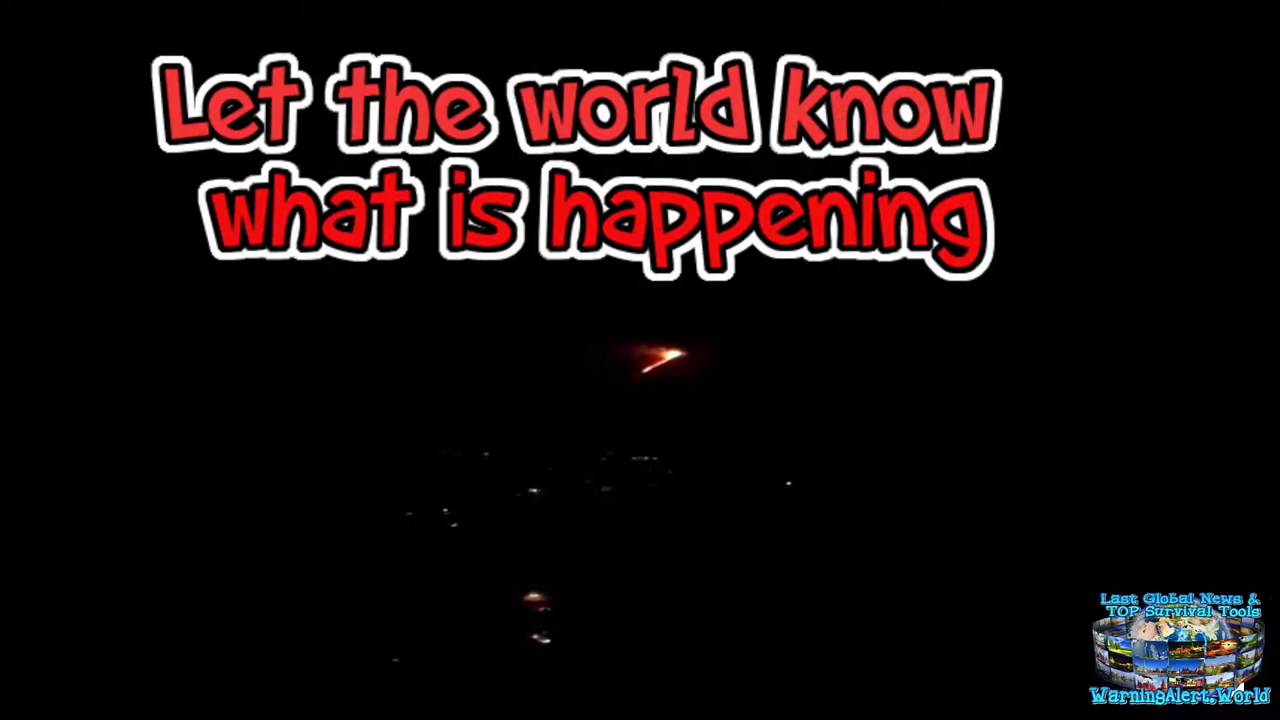 Let the world know
what is happening
Last Global News &
TOP Survival Tools
WarningAlert.World